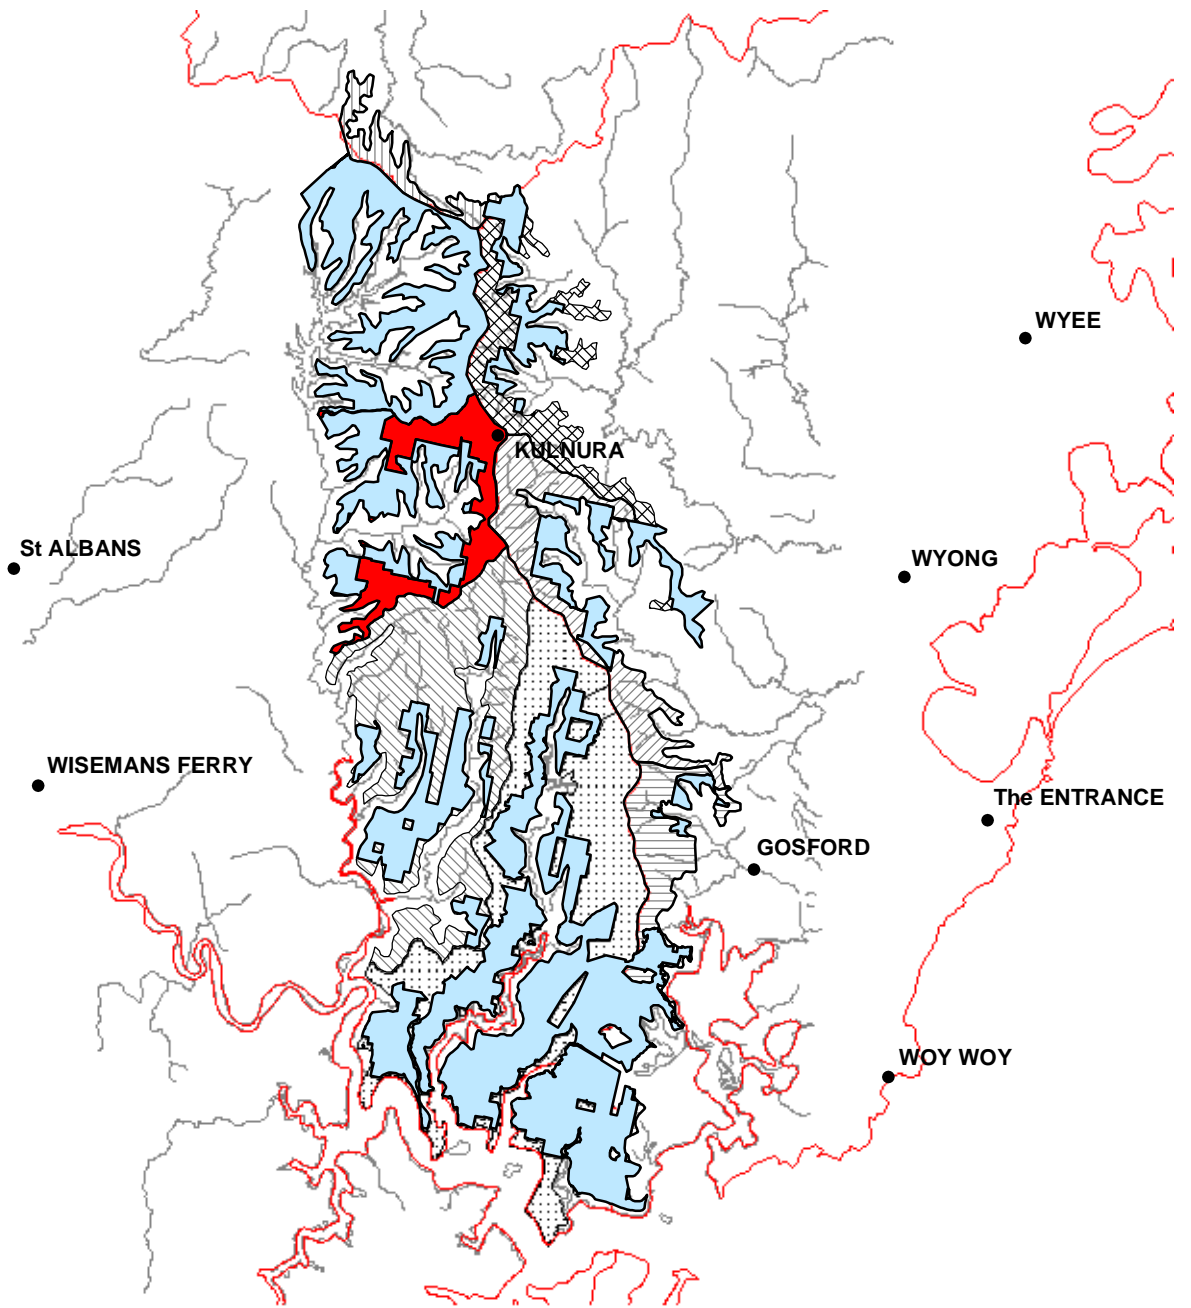 WYEE
KULNURA
St ALBANS
WYONG
WISEMANS FERRY
The ENTRANCE
GOSFORD
WOY WOY